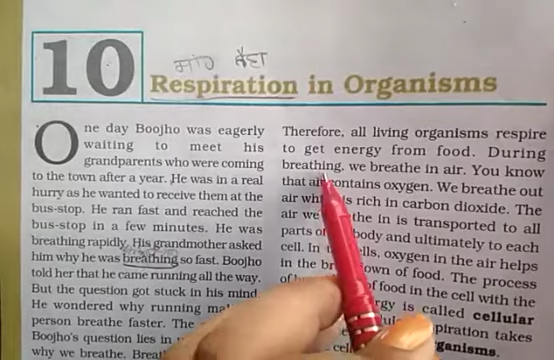 10
Respiration in Organisms
One day Boojho was eagerly
waiting to meet his
grandparents who were coming
to the town after a year. He was in a real
hurry as he wanted to receive them at the
bus-stop. He ran fast and reached the
bus-stop in a few minutes. He was
breathing rapidly. His grandmother asked
him why he was breathing so fast. Boojho
told her that he came running all the way.
But the question got stuck in his mind.
He wondered why running
person breathe faster. The
Boojho's question lies in
why we breathe.
Therefore, all living organisms respire
to get energy from food. During
breathing, we breathe in air. You know
that contains oxygen. We breathe out
air rich in carbon dioxide. The
air we in is transported to all
parts of body and ultimately to each
cell. In oxygen in the air helps
in the of food. The process
of food in the cell with the
is called cellular
takes